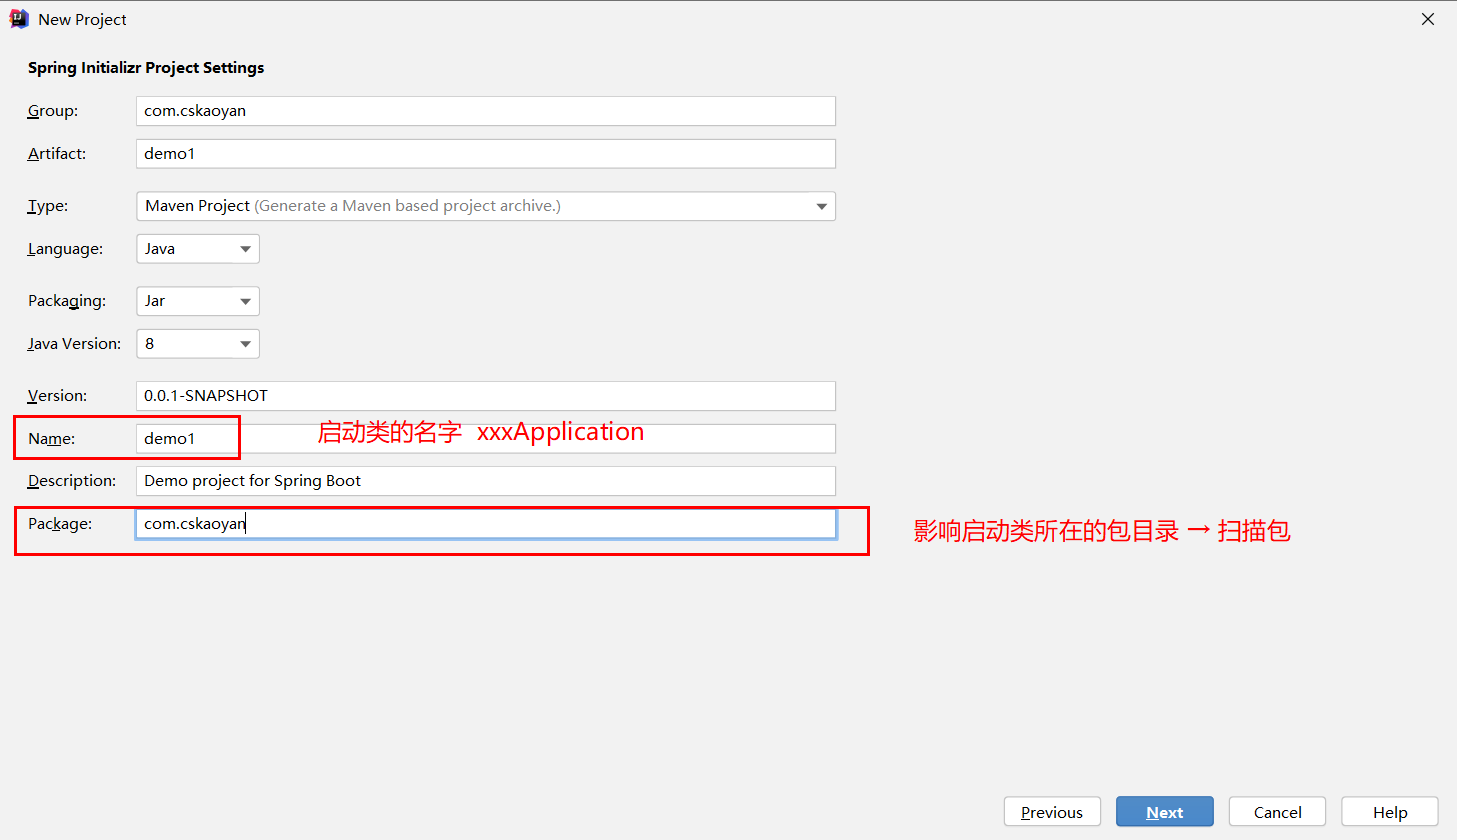 New Project
Spring Initializr Project Settings
Group: com.cskaoyan
Artifact: demo1
Type: Maven Project (Generate a Maven based project archive.)
Language: Java
Packaging: Jar
Java Version: 8
Version: 0.0.1-SNAPSHOT
Name: demo1 启动类的名字 xxxApplication
Description: Demo project for Spring Boot
Package: com.cskaoyan 影响启动类所在的包目录 → 扫描包
Previous Next Cancel Help